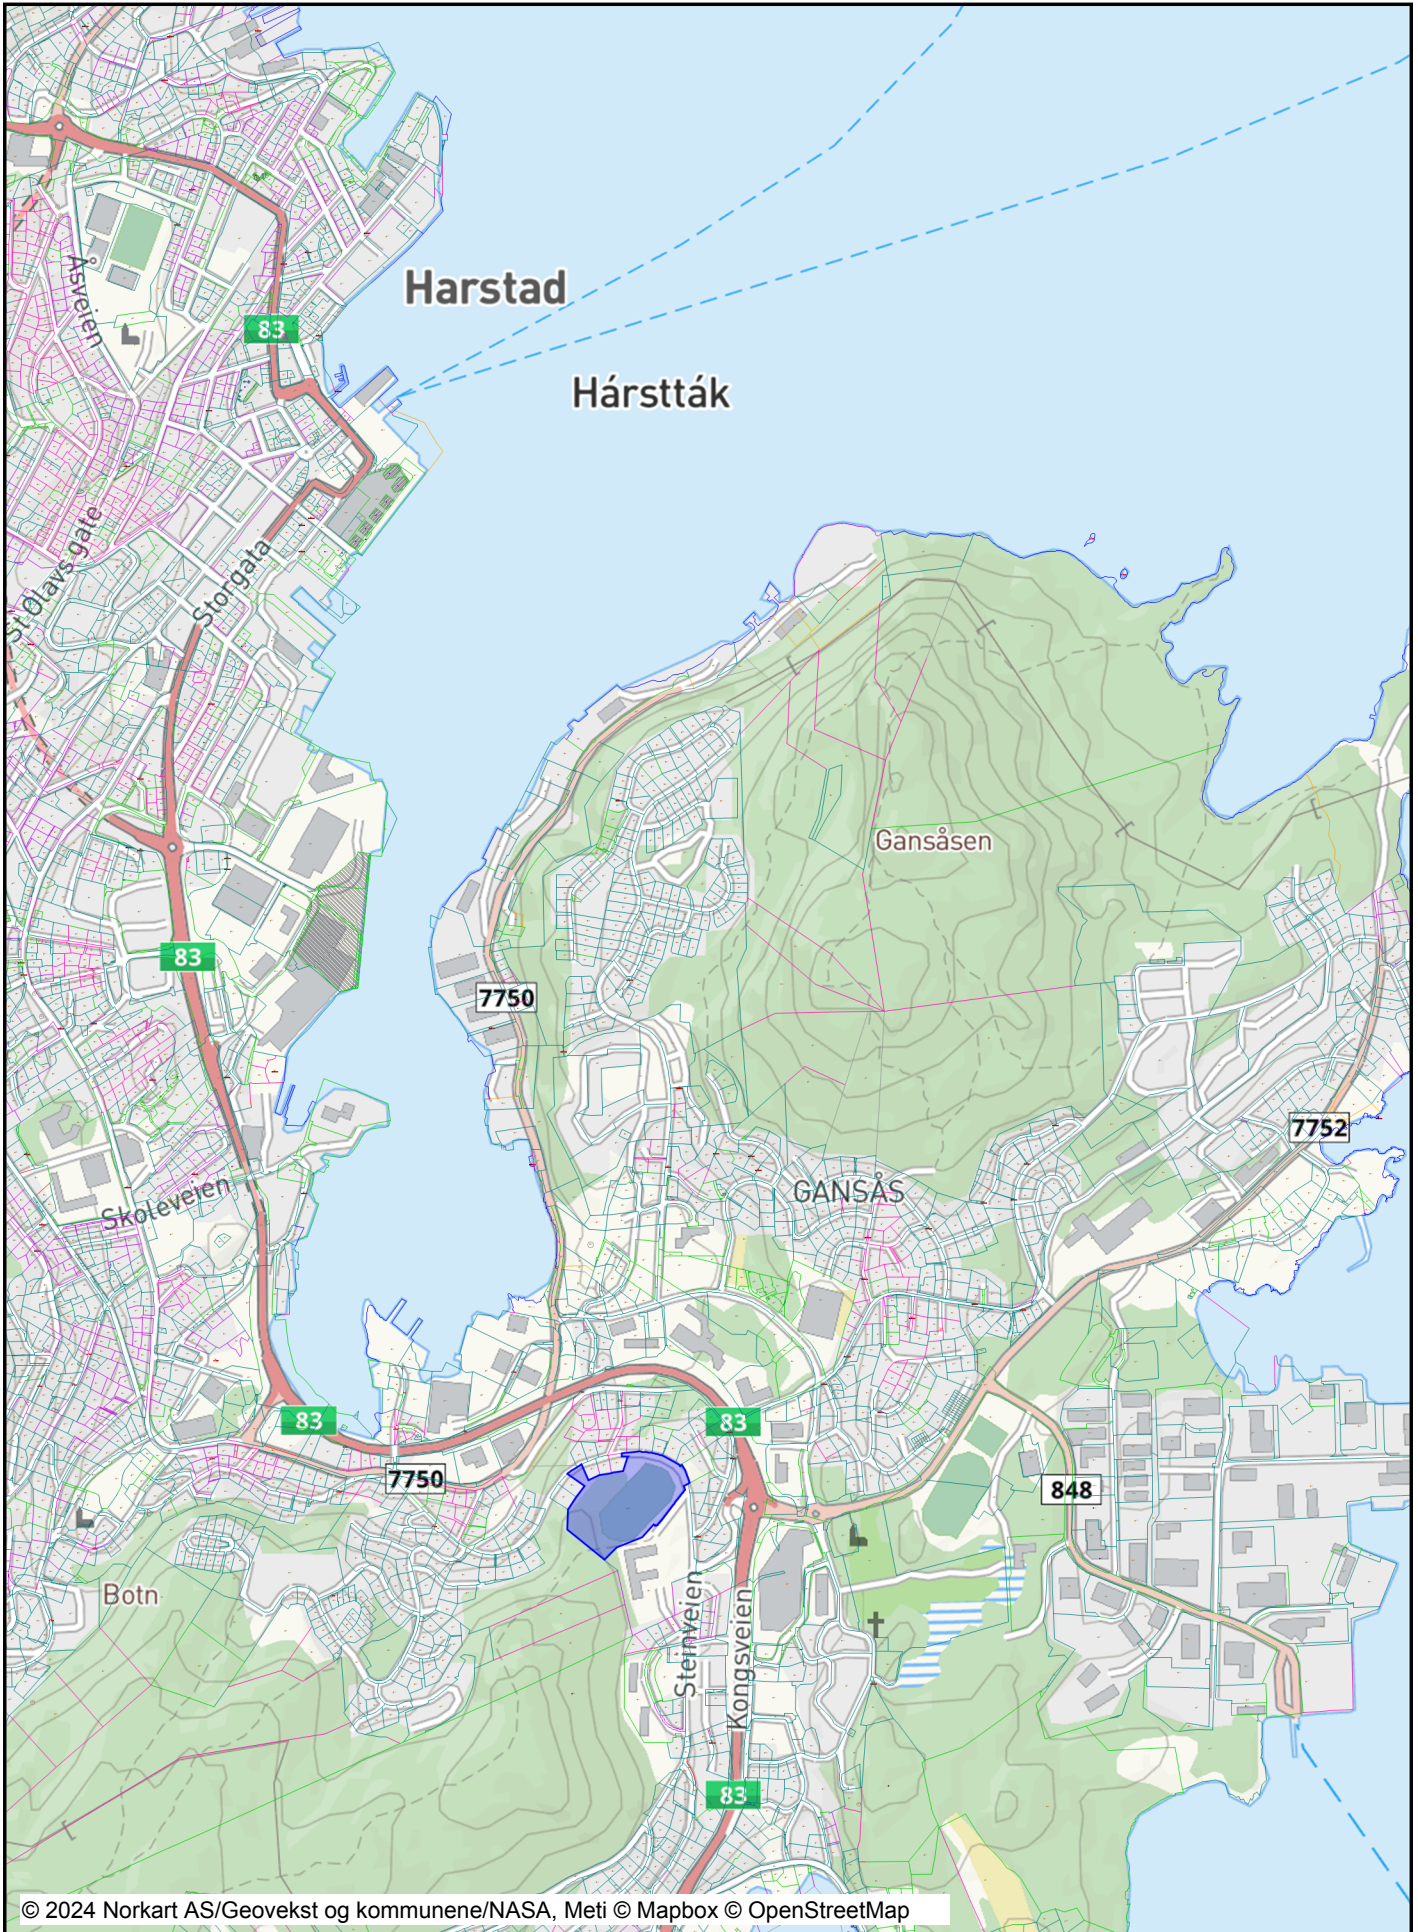 Åsveien
Harstad
83
Hárstták
St Olavs gate
Storgata
Gansåsen
83
7750
7752
Skoleveien
GANSÅS
83
83
7750
848
Botn
Steinveien
Kongsveien
83
© 2024 Norkart AS/Geovekst og kommunene/NASA, Meti © Mapbox © OpenStreetMap